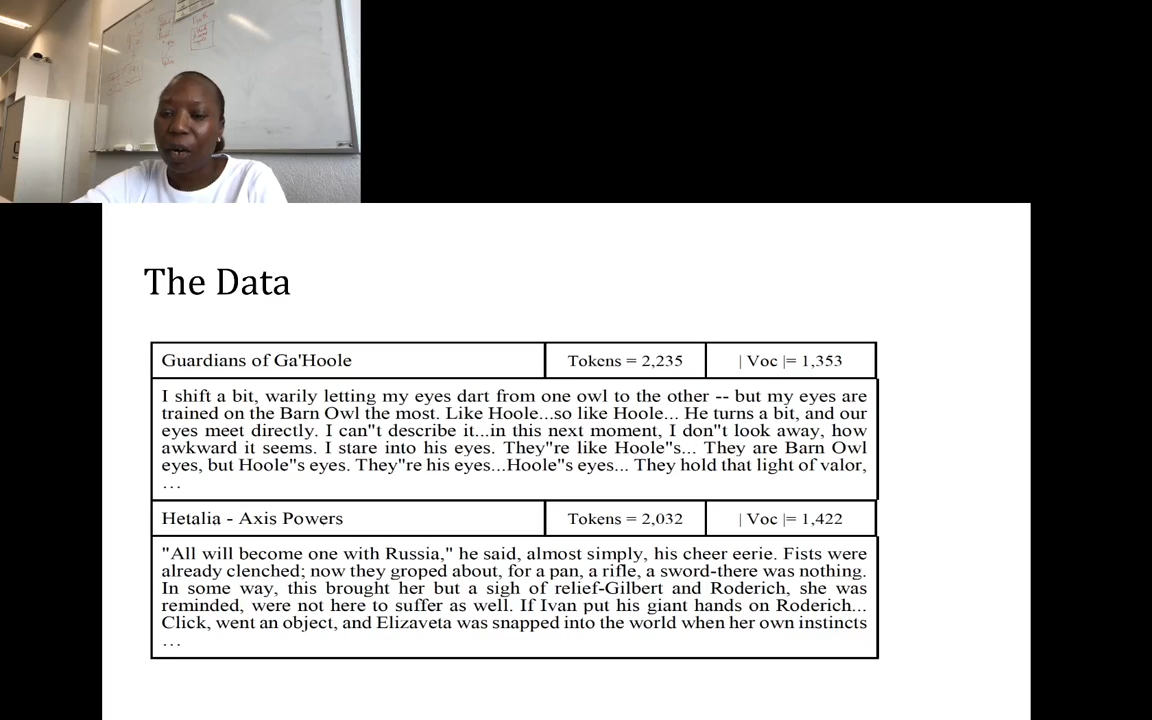 The Data
Guardians of Ga'Hoole Tokens = 2,235 | Voc |= 1,353
I shift a bit, warily letting my eyes dart from one owl to the other -- but my eyes are
trained on the Barn Owl the most. Like Hoole...so like Hoole... He turns a bit, and our
eyes meet directly. I can"t describe it...in this next moment, I don"t look away, how
awkward it seems. I stare into his eyes. They"re like Hoole"s... They are Barn Owl
eyes, but Hoole"s eyes. They"re his eyes...Hoole"s eyes... They hold that light of valor,
...
Hetalia - Axis Powers Tokens = 2,032 | Voc |= 1,422
"All will become one with Russia," he said, almost simply, his cheer eerie. Fists were
already clenched; now they groped about, for a pan, a rifle, a sword-there was nothing.
In some way, this brought her but a sigh of relief-Gilbert and Roderich, she was
reminded, were not here to suffer as well. If Ivan put his giant hands on Roderich...
Click, went an object, and Elizaveta was snapped into the world when her own instincts
...